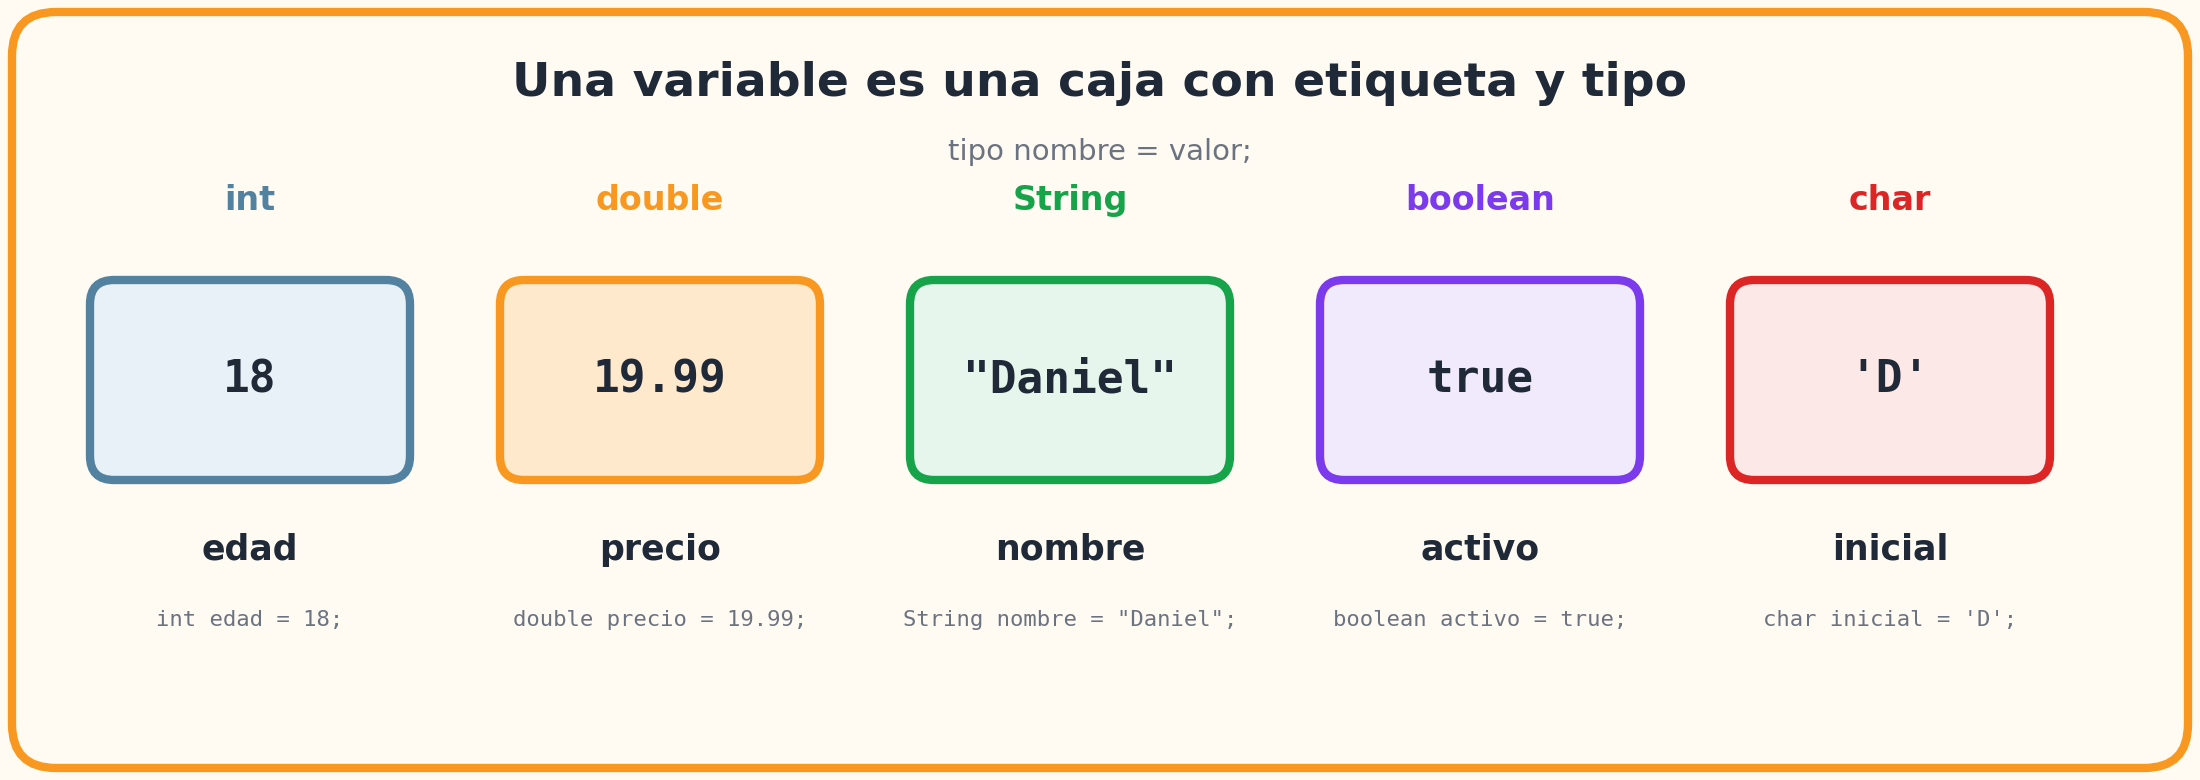 Una variable es una caja con etiqueta y tipo
tipo nombre = valor;
int double String boolean char
18 19.99 "Daniel" true 'D'
edad precio nombre activo inicial
int edad = 18; double precio = 19.99; String nombre = "Daniel"; boolean activo = true; char inicial = 'D';